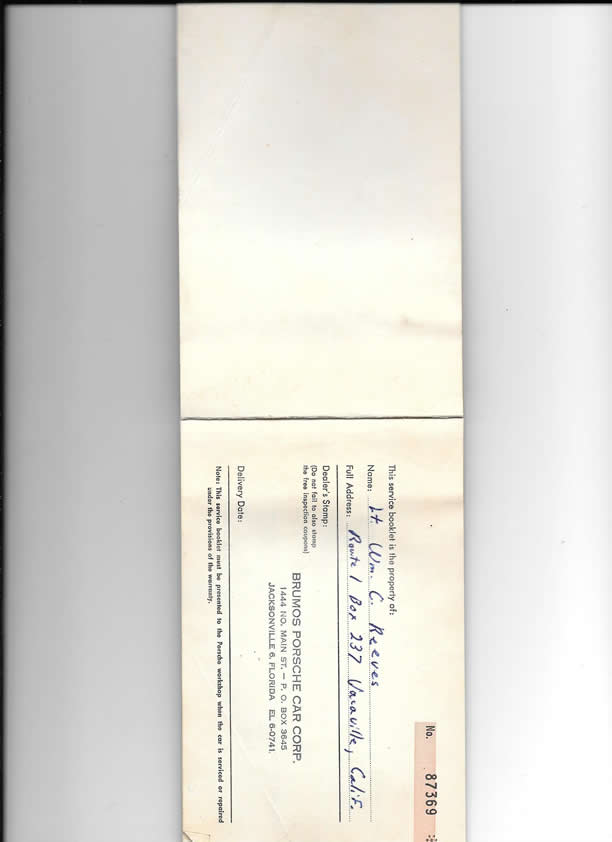 No. 87369
This service booklet is the property of:
Name: Lt Wm. C. Reeves
Full Address: Route 1 Box 237 Vacaville, Calif.
Dealer's Stamp:
(Do not fail to also stamp
the free inspection coupons)
BRUMOS PORSCHE CAR CORP.
1444 NO. MAIN ST. — P. O. BOX 3645
JACKSONVILLE 6, FLORIDA EL 6-0741.
Delivery Date:
Note: This service booklet must be presented to the Porsche workshop when the car is serviced or repaired
under the provisions of the warranty.